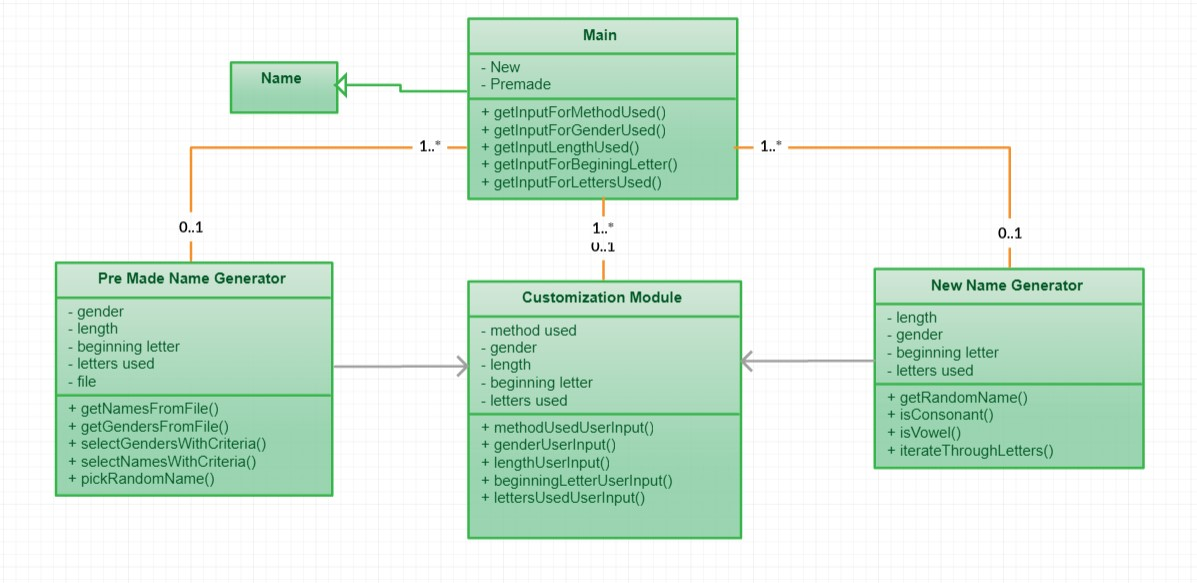 Main
- New
- Premade
+ getInputForMethodUsed()
+ getInputForGenderUsed()
+ getInputLengthUsed()
+ getInputForBeginingLetter()
+ getInputForLettersUsed()
Name
1..*
1..*
0..1
1..*
0..1
0..1
Pre Made Name Generator
- gender
- length
- beginning letter
- letters used
- file
+ getNamesFromFile()
+ getGendersFromFile()
+ selectGendersWithCriteria()
+ selectNamesWithCriteria()
+ pickRandomName()
Customization Module
- method used
- gender
- length
- beginning letter
- letters used
+ methodUsedUserInput()
+ genderUserInput()
+ lengthUserInput()
+ beginningLetterUserInput()
+ lettersUsedUserInput()
New Name Generator
- length
- gender
- beginning letter
- letters used
+ getRandomName()
+ isConsonant()
+ isVowel()
+ iterateThroughLetters()